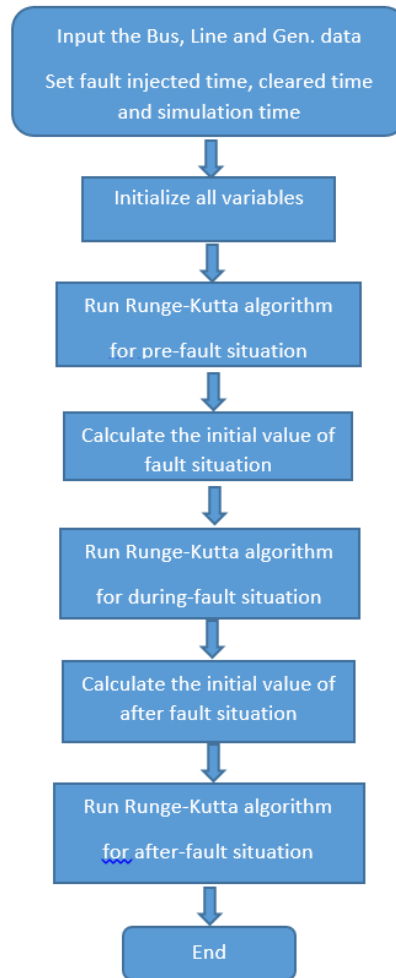 Input the Bus, Line and Gen. data
Set fault injected time, cleared time
and simulation time
Initialize all variables
Run Runge-Kutta algorithm
for pre-fault situation
Calculate the initial value of
fault situation
Run Runge-Kutta algorithm
for during-fault situation
Calculate the initial value of
after fault situation
Run Runge-Kutta algorithm
for after-fault situation
End